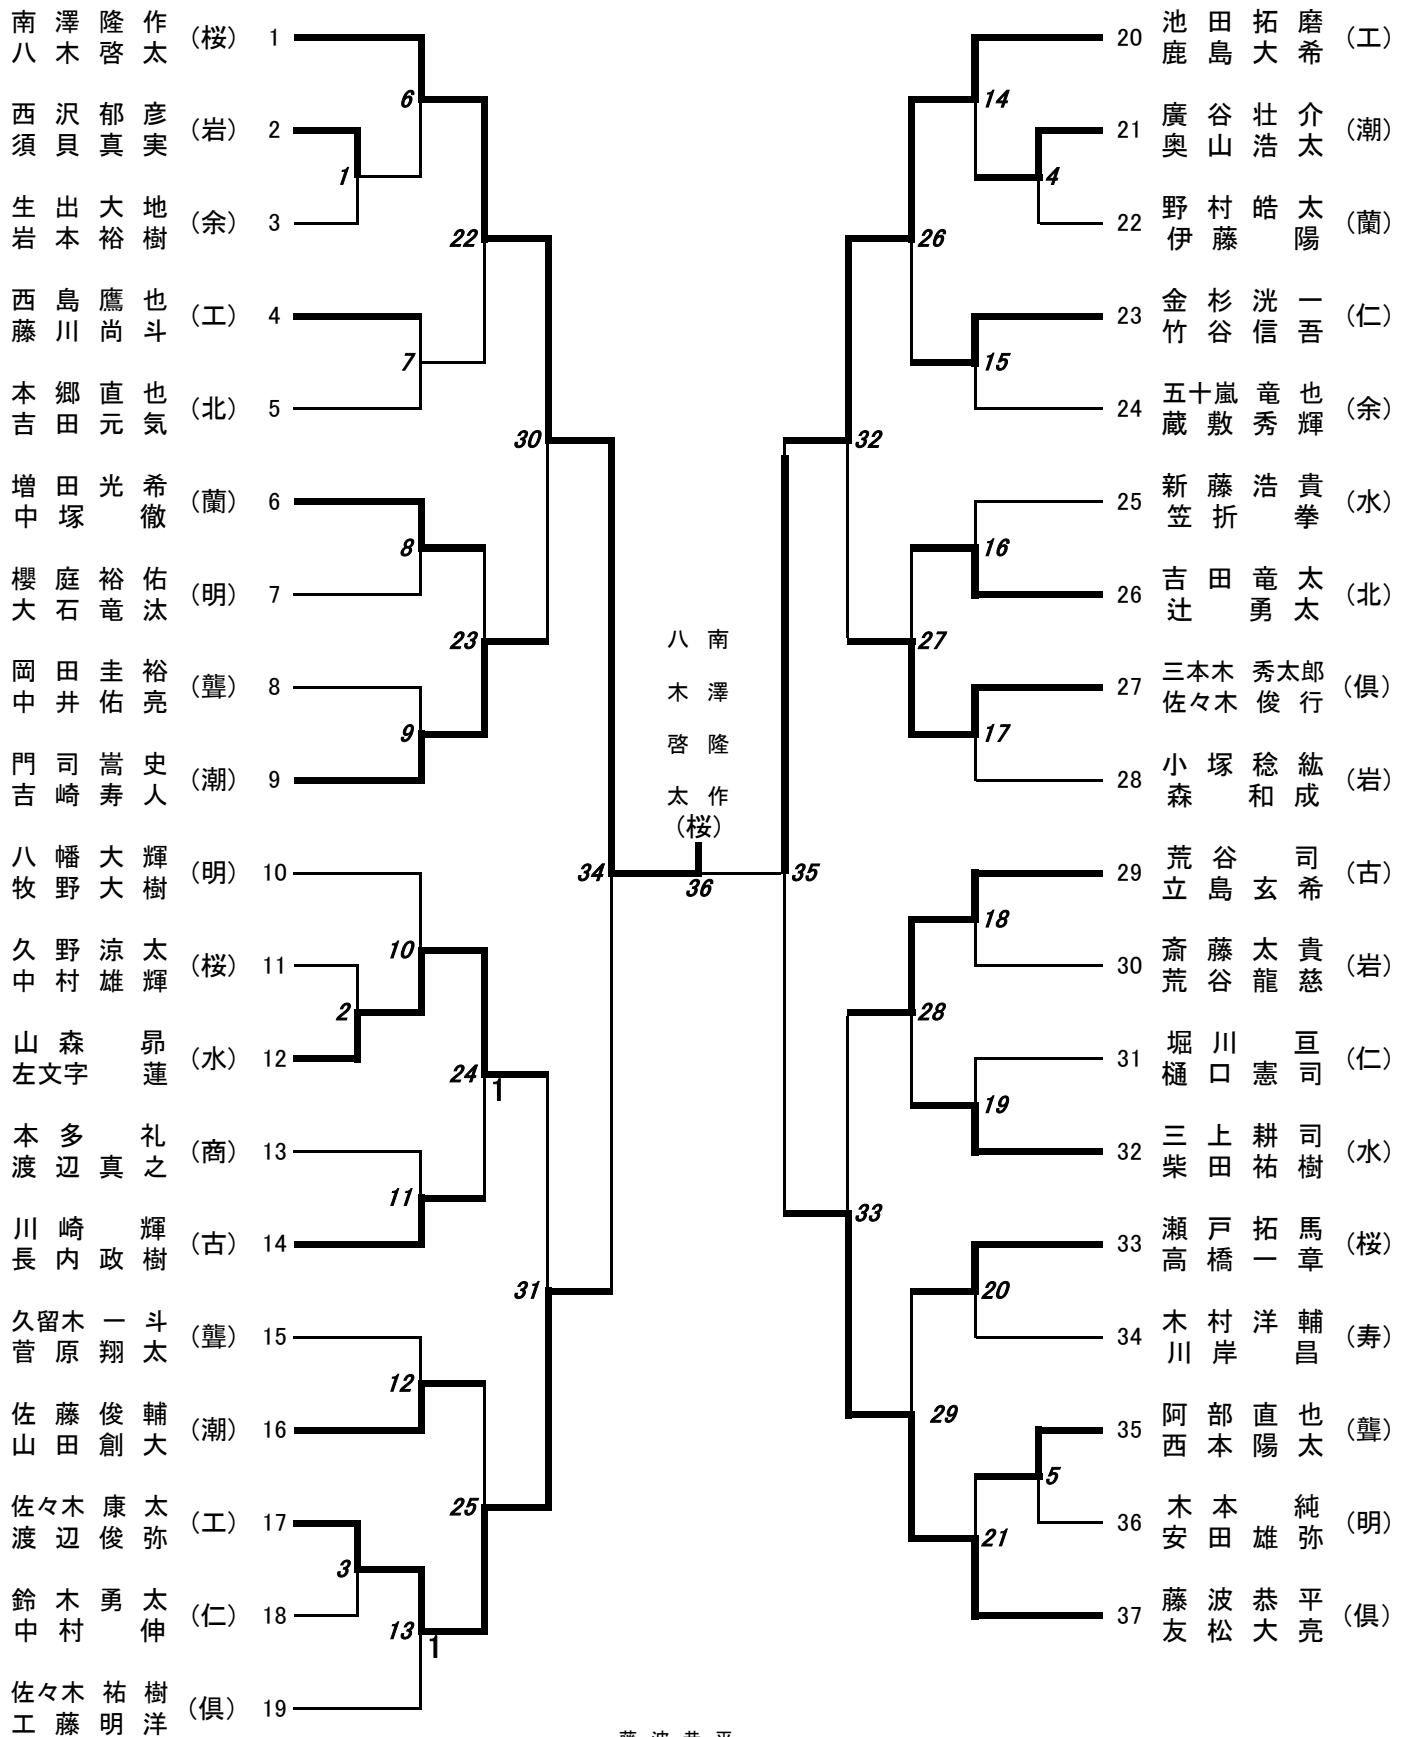 南澤隆作
八木啓太
(桜) 1
西沢郁彦
須貝真実
(岩) 2
生出大地
岩本裕樹
(余) 3
西島鷹也
藤川尚斗
(工) 4
本郷直也
吉田元気
(北) 5
増田光希
中塚 徹
(蘭) 6
櫻庭裕佑
大石竜汰
(明) 7
岡田圭裕
中井佑亮
(聾) 8
門司嵩史
吉崎寿人
(潮) 9
八幡大輝
牧野大樹
(明) 10
久野涼太
中村雄輝
(桜) 11
山森 昴
左文字 蓮
(水) 12
本多 礼
渡辺真之
(商) 13
川崎 輝
長内政樹
(古) 14
久留木一斗
菅原翔太
(聾) 15
佐藤俊輔
山田創大
(潮) 16
佐々木康太
渡辺俊弥
(工) 17
鈴木勇太
中村 伸
(仁) 18
佐々木祐樹
工藤明洋
(倶) 19
6
1
22
7
30
8
23
9
34
10
2
24
1
11
31
12
25
3
13
1
南澤隆作
八木啓太
(桜)
36
35
14
4
26
15
32
16
27
17
18
28
19
33
20
29
5
21
20 池田拓磨
鹿島大希
(工)
21 廣谷壮介
奥山浩太
(潮)
22 野村皓太
伊藤 陽
(蘭)
23 金杉洸一
竹谷信吾
(仁)
24 五十嵐竜也
蔵敷秀輝
(余)
25 新藤浩貴
笠折 拳
(水)
26 吉田竜太
辻 勇太
(北)
27 三本木秀太郎
佐々木俊行
(倶)
28 小塚稔紘
森 和成
(岩)
29 荒谷 司
立島玄希
(古)
30 斎藤太貴
荒谷龍慈
(岩)
31 堀川 亘
樋口憲司
(仁)
32 三上耕司
柴田祐樹
(水)
33 瀬戸拓馬
高橋一章
(桜)
34 木村洋輔
川岸 昌
(寿)
35 阿部直也
西本陽太
(聾)
36 木本 純
安田雄弥
(明)
37 藤波恭平
友松大亮
(倶)
藤波恭平